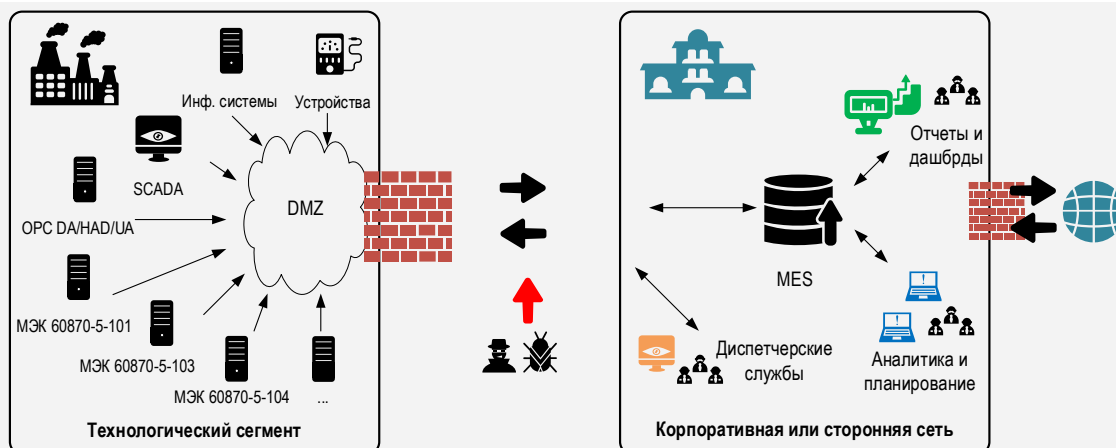 Инф. системы
Устройства
SCADA
DMZ
ОРС DA/HAD/UA
МЭК 60870-5-101
МЭК 60870-5-103
МЭК 60870-5-104
...
Технологический сегмент
Отчеты и
дашбрды
MES
Диспетчерские
службы
Аналитика и
планирование
Корпоративная или сторонняя сеть